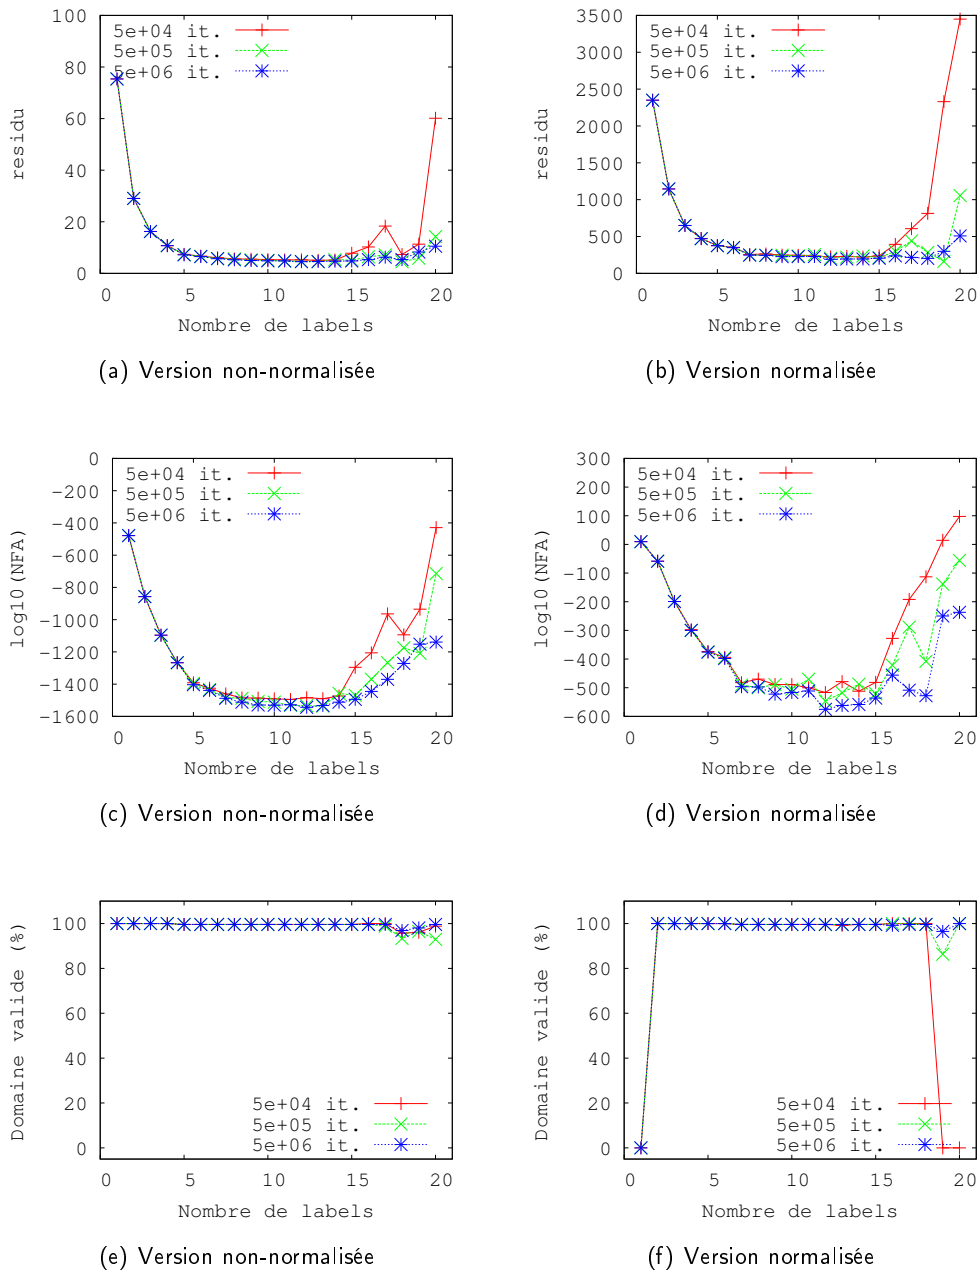 100
80
60
40
20
0
residu
5e+04 it.
5e+05 it.
5e+06 it.
0 5 10 15 20
Nombre de labels
(a) Version non-normalisée
3500
3000
2500
2000
1500
1000
500
0
residu
5e+04 it.
5e+05 it.
5e+06 it.
0 5 10 15 20
Nombre de labels
(b) Version normalisée
0
-200
-400
-600
-800
-1000
-1200
-1400
-1600
log10(NFA)
5e+04 it.
5e+05 it.
5e+06 it.
0 5 10 15 20
Nombre de labels
(c) Version non-normalisée
300
200
100
0
-100
-200
-300
-400
-500
-600
log10(NFA)
5e+04 it.
5e+05 it.
5e+06 it.
0 5 10 15 20
Nombre de labels
(d) Version normalisée
100
80
60
40
20
0
Domaine valide (%)
5e+04 it.
5e+05 it.
5e+06 it.
0 5 10 15 20
Nombre de labels
(e) Version non-normalisée
100
80
60
40
20
0
Domaine valide (%)
5e+04 it.
5e+05 it.
5e+06 it.
0 5 10 15 20
Nombre de labels
(f) Version normalisée